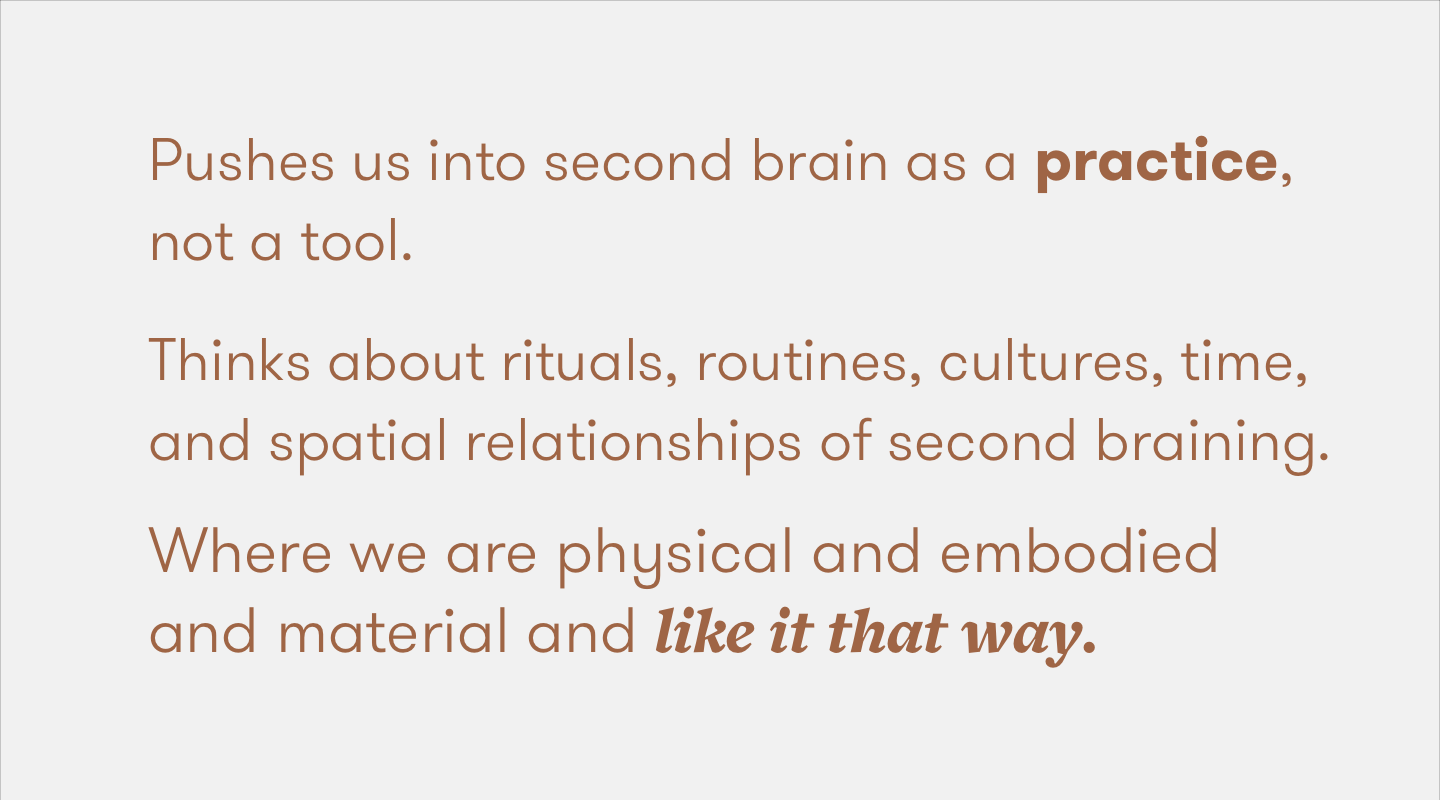 Pushes us into second brain as a practice,
not a tool.
Thinks about rituals, routines, cultures, time,
and spatial relationships of second braining.
Where we are physical and embodied
and material and like it that way.